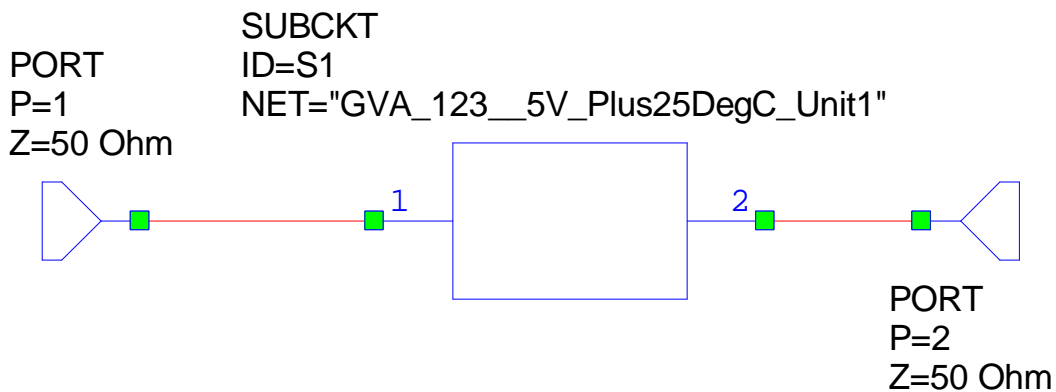 SUBCKT
ID=S1
NET="GVA_123__5V_Plus25DegC_Unit1"
PORT
P=1
Z=50 Ohm
1
2
PORT
P=2
Z=50 Ohm